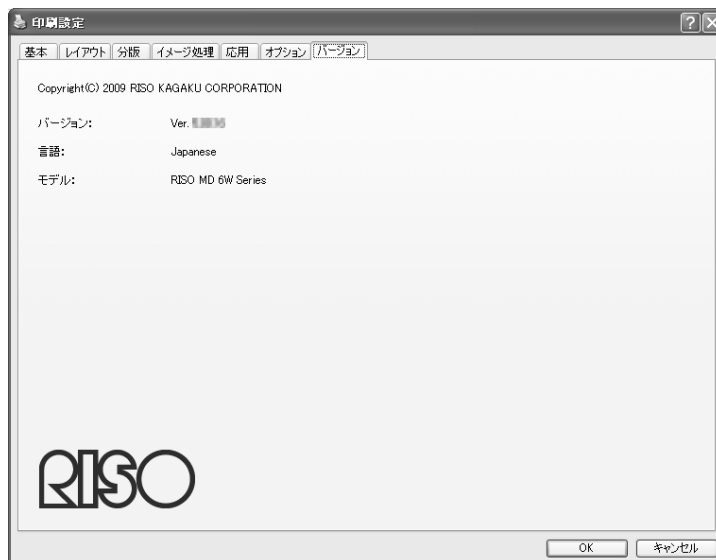 印刷設定
基本 レイアウト 分版 イメージ処理 応用 オプション バージョン
Copyright(C) 2009 RISO KAGAKU CORPORATION
バージョン: Ver.
言語: Japanese
モデル: RISO MD 6W Series
RISO
OK キャンセル